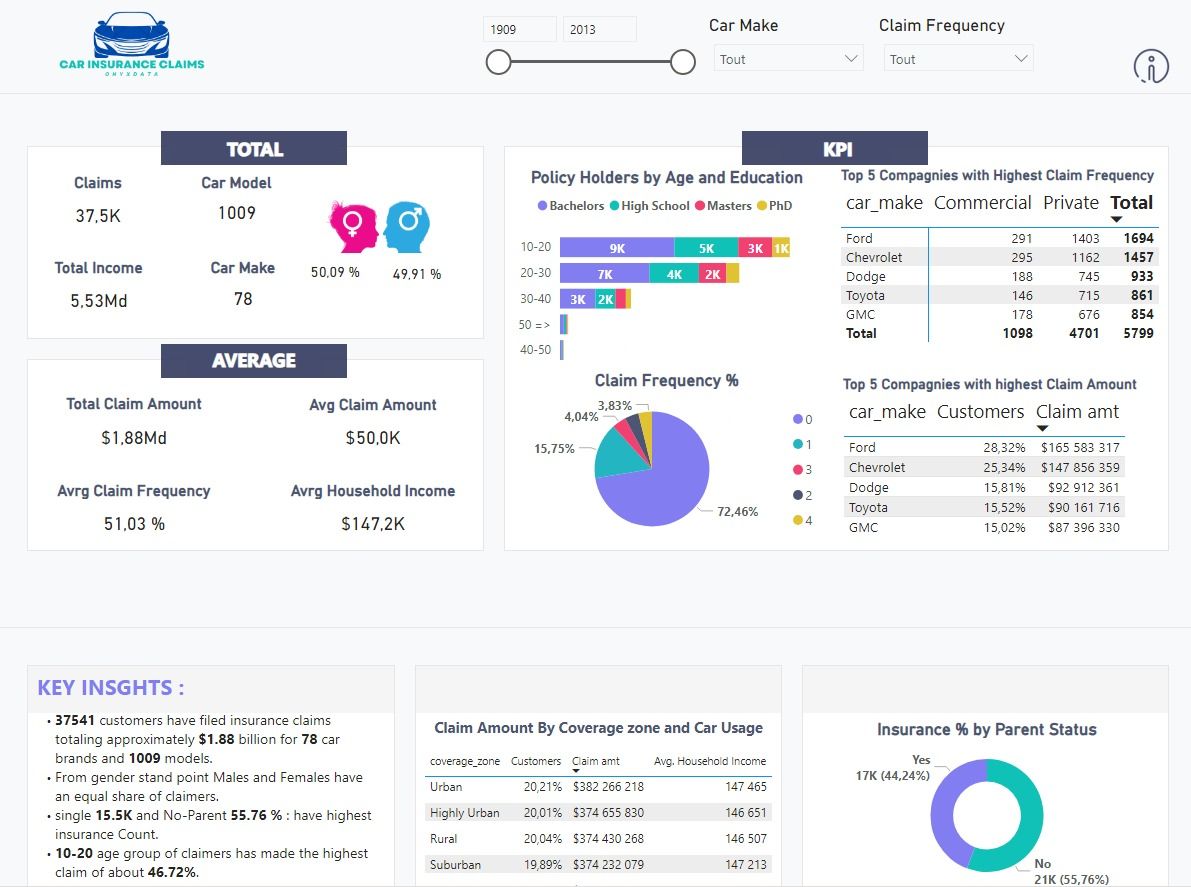 CAR INSURANCE CLAIMS
ONYXDATA
1909 2013
Car Make
Tout
Claim Frequency
Tout
TOTAL
Claims
37,5K
Car Model
1009
Total Income
5,53Md
Car Make
78
50,09 %
49,91 %
AVERAGE
Total Claim Amount
$1,88Md
Avg Claim Amount
$50,0K
Avrg Claim Frequency
51,03 %
Avrg Household Income
$147,2K
KPI
Policy Holders by Age and Education
Bachelors High School Masters PhD
10-20 9K 5K 3K 1K
20-30 7K 4K 2K
30-40 3K 2K
50 =>
40-50
Claim Frequency %
3,83%
4,04%
15,75%
72,46%
0
1
3
2
4
Top 5 Compagnies with Highest Claim Frequency
car_make Commercial Private Total
Ford 291 1403 1694
Chevrolet 295 1162 1457
Dodge 188 745 933
Toyota 146 715 861
GMC 178 676 854
Total 1098 4701 5799
Top 5 Compagnies with highest Claim Amount
car_make Customers Claim amt
Ford 28,32% $165 583 317
Chevrolet 25,34% $147 856 359
Dodge 15,81% $92 912 361
Toyota 15,52% $90 161 716
GMC 15,02% $87 396 330
KEY INSGHTS :
• 37541 customers have filed insurance claims
totaling approximately $1.88 billion for 78 car
brands and 1009 models.
• From gender stand point Males and Females have
an equal share of claimers.
• single 15.5K and No-Parent 55.76 % : have highest
insurance Count.
• 10-20 age group of claimers has made the highest
claim of about 46.72%.
Claim Amount By Coverage zone and Car Usage
coverage_zone Customers Claim amt Avg. Household Income
Urban 20,21% $382 266 218 147 465
Highly Urban 20,01% $374 655 830 146 651
Rural 20,04% $374 430 268 146 507
Suburban 19,89% $374 232 079 147 213
Insurance % by Parent Status
Yes
17K (44,24%)
No
21K (55,76%)